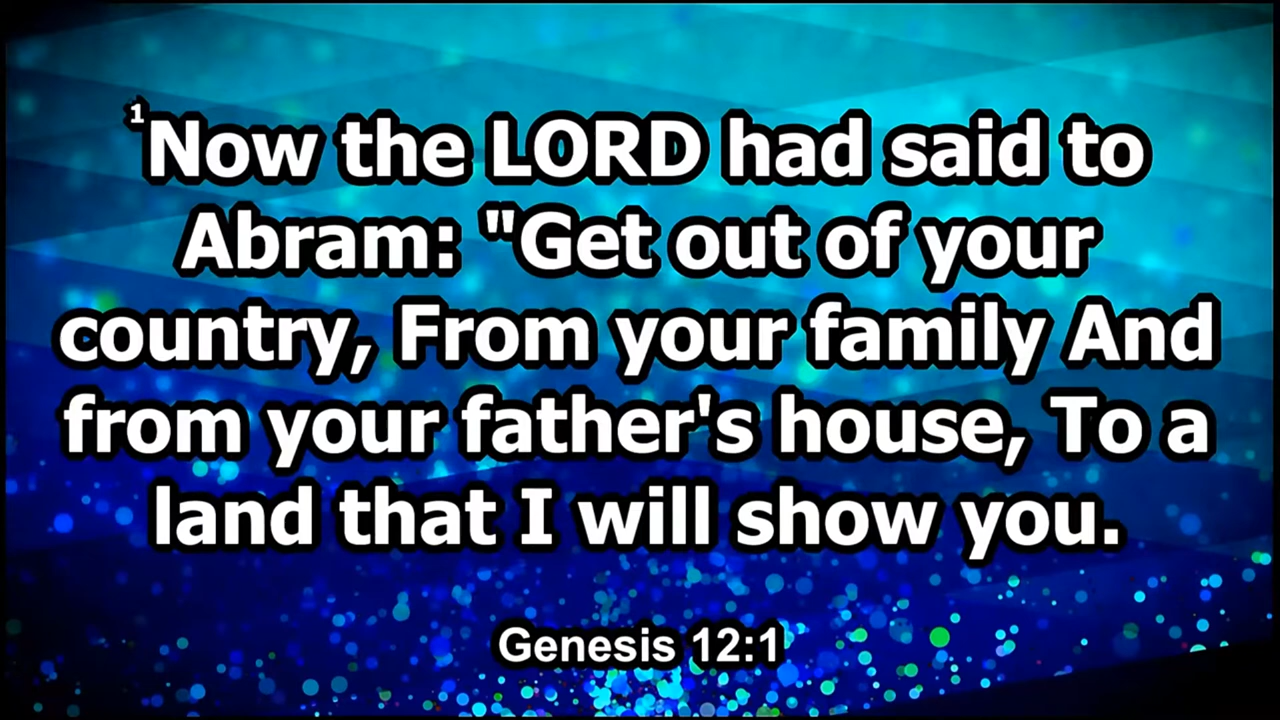 1Now the LORD had said to
Abram: "Get out of your
country, From your family And
from your father's house, To a
land that I will show you.
Genesis 12:1